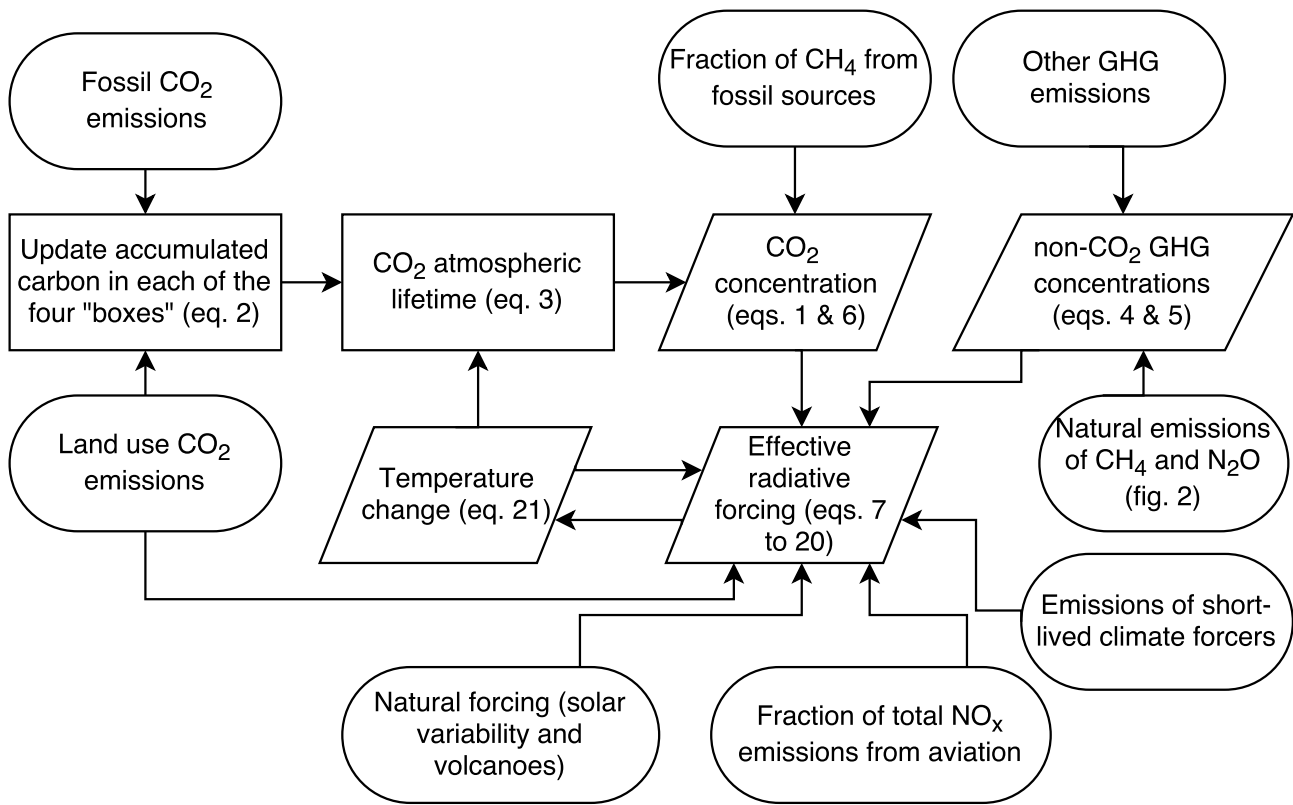 Fossil CO2
emissions
Fraction of CH4 from
fossil sources
Other GHG
emissions
Update accumulated
carbon in each of the
four "boxes" (eq. 2)
CO2 atmospheric
lifetime (eq. 3)
CO2
concentration
(eqs. 1 & 6)
non-CO2 GHG
concentrations
(eqs. 4 & 5)
Land use CO2
emissions
Temperature
change (eq. 21)
Effective
radiative
forcing (eqs. 7
to 20)
Natural emissions
of CH4 and N2O
(fig. 2)
Emissions of short-
lived climate forcers
Natural forcing (solar
variability and
volcanoes)
Fraction of total NOx
emissions from aviation